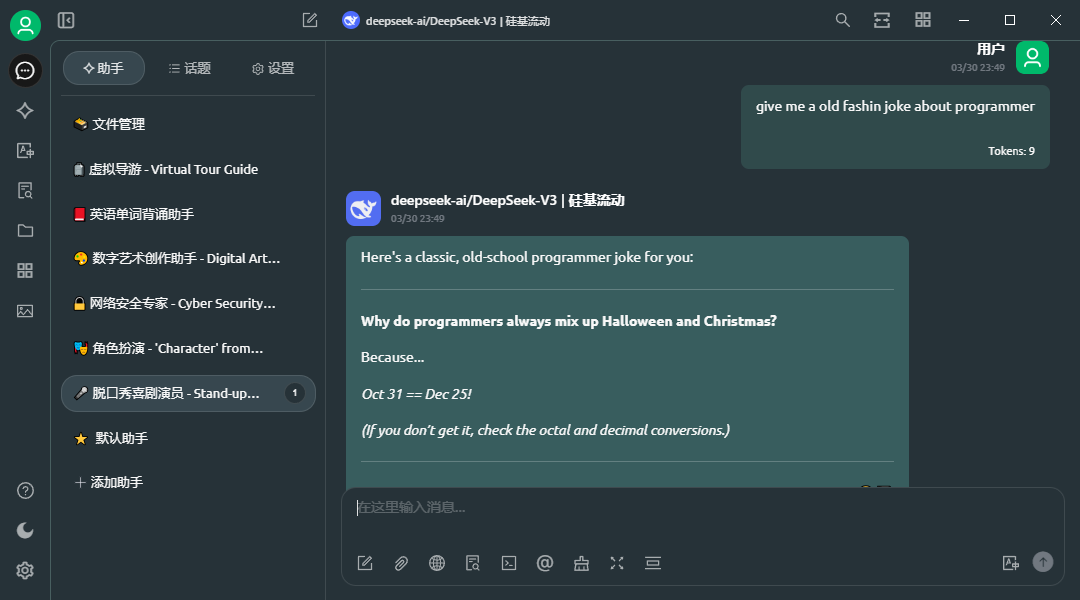 deepseek-ai/DeepSeek-V3 | 硅基流动
助手
话题
设置
文件管理
虚拟导游 - Virtual Tour Guide
英语单词背诵助手
数字艺术创作助手 - Digital Art...
网络安全专家 - Cyber Security...
角色扮演 - 'Character' from...
脱口秀喜剧演员 - Stand-up...
1
默认助手
添加助手
用户
03/30 23:49
give me a old fashin joke about programmer
Tokens: 9
deepseek-ai/DeepSeek-V3 | 硅基流动
03/30 23:49
Here's a classic, old-school programmer joke for you:
Why do programmers always mix up Halloween and Christmas?
Because...
Oct 31 == Dec 25!
(If you don't get it, check the octal and decimal conversions.)
在这里输入消息...